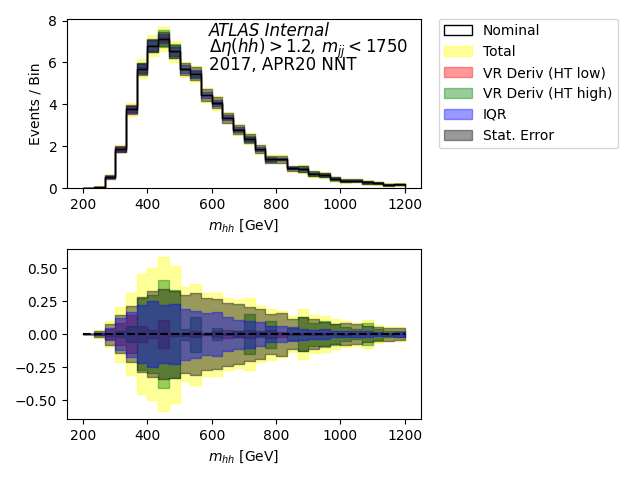 ATLAS Internal
Δη(hh) > 1.2, m_jj < 1750
2017, APR20 NNT
Events / Bin
8
6
4
2
0
200 400 600 800 1000 1200
m_hh [GeV]
Nominal
Total
VR Deriv (HT low)
VR Deriv (HT high)
IQR
Stat. Error
0.50
0.25
0.00
−0.25
−0.50
200 400 600 800 1000 1200
m_hh [GeV]